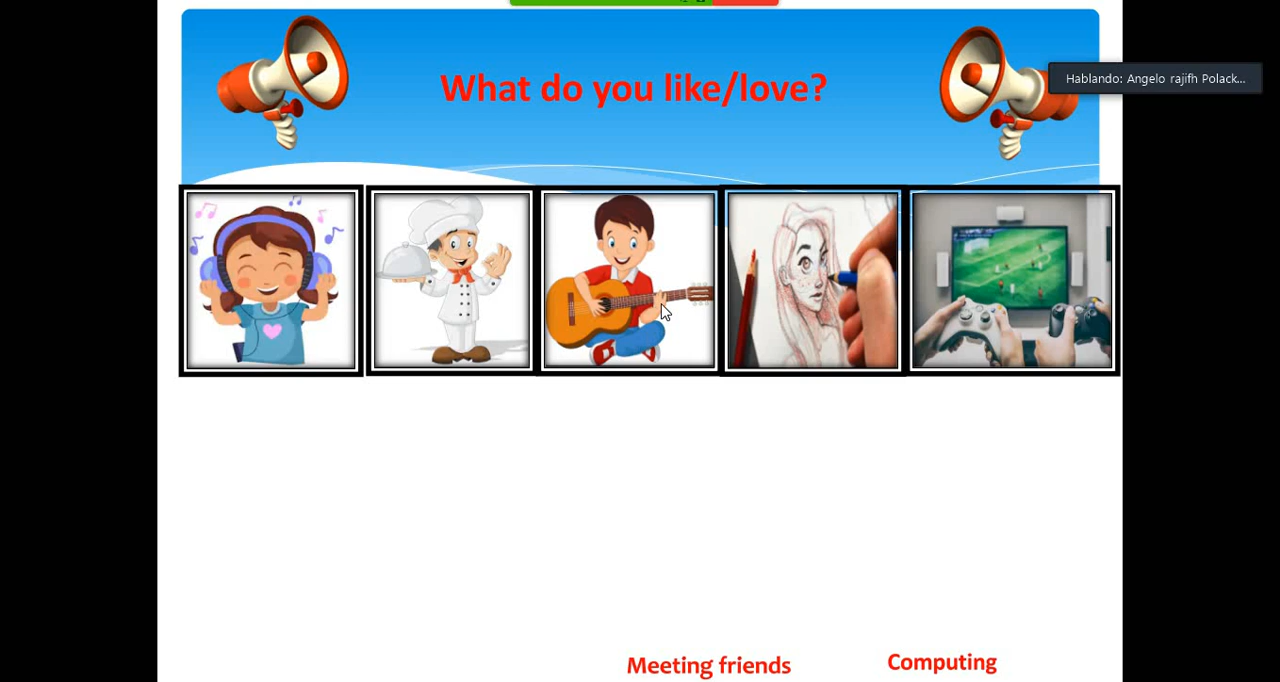 What do you like/love?
Hablando: Angelo rajifh Polack...
Meeting friends
Computing